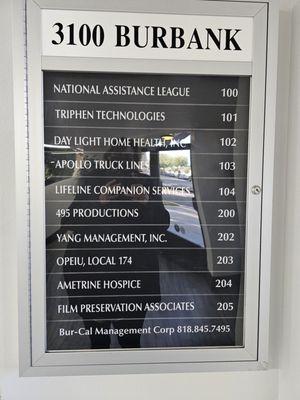 3100 BURBANK
NATIONAL ASSISTANCE LEAGUE 100
TRIPHEN TECHNOLOGIES 101
DAY LIGHT HOME HEALTH, INC 102
APOLLO TRUCK LINES 103
LIFELINE COMPANION SERVICES 104
495 PRODUCTIONS 200
YANG MANAGEMENT, INC. 202
OPEIU, LOCAL 174 203
AMETRINE HOSPICE 204
FILM PRESERVATION ASSOCIATES 205
Bur-Cal Management Corp 818.845.7495